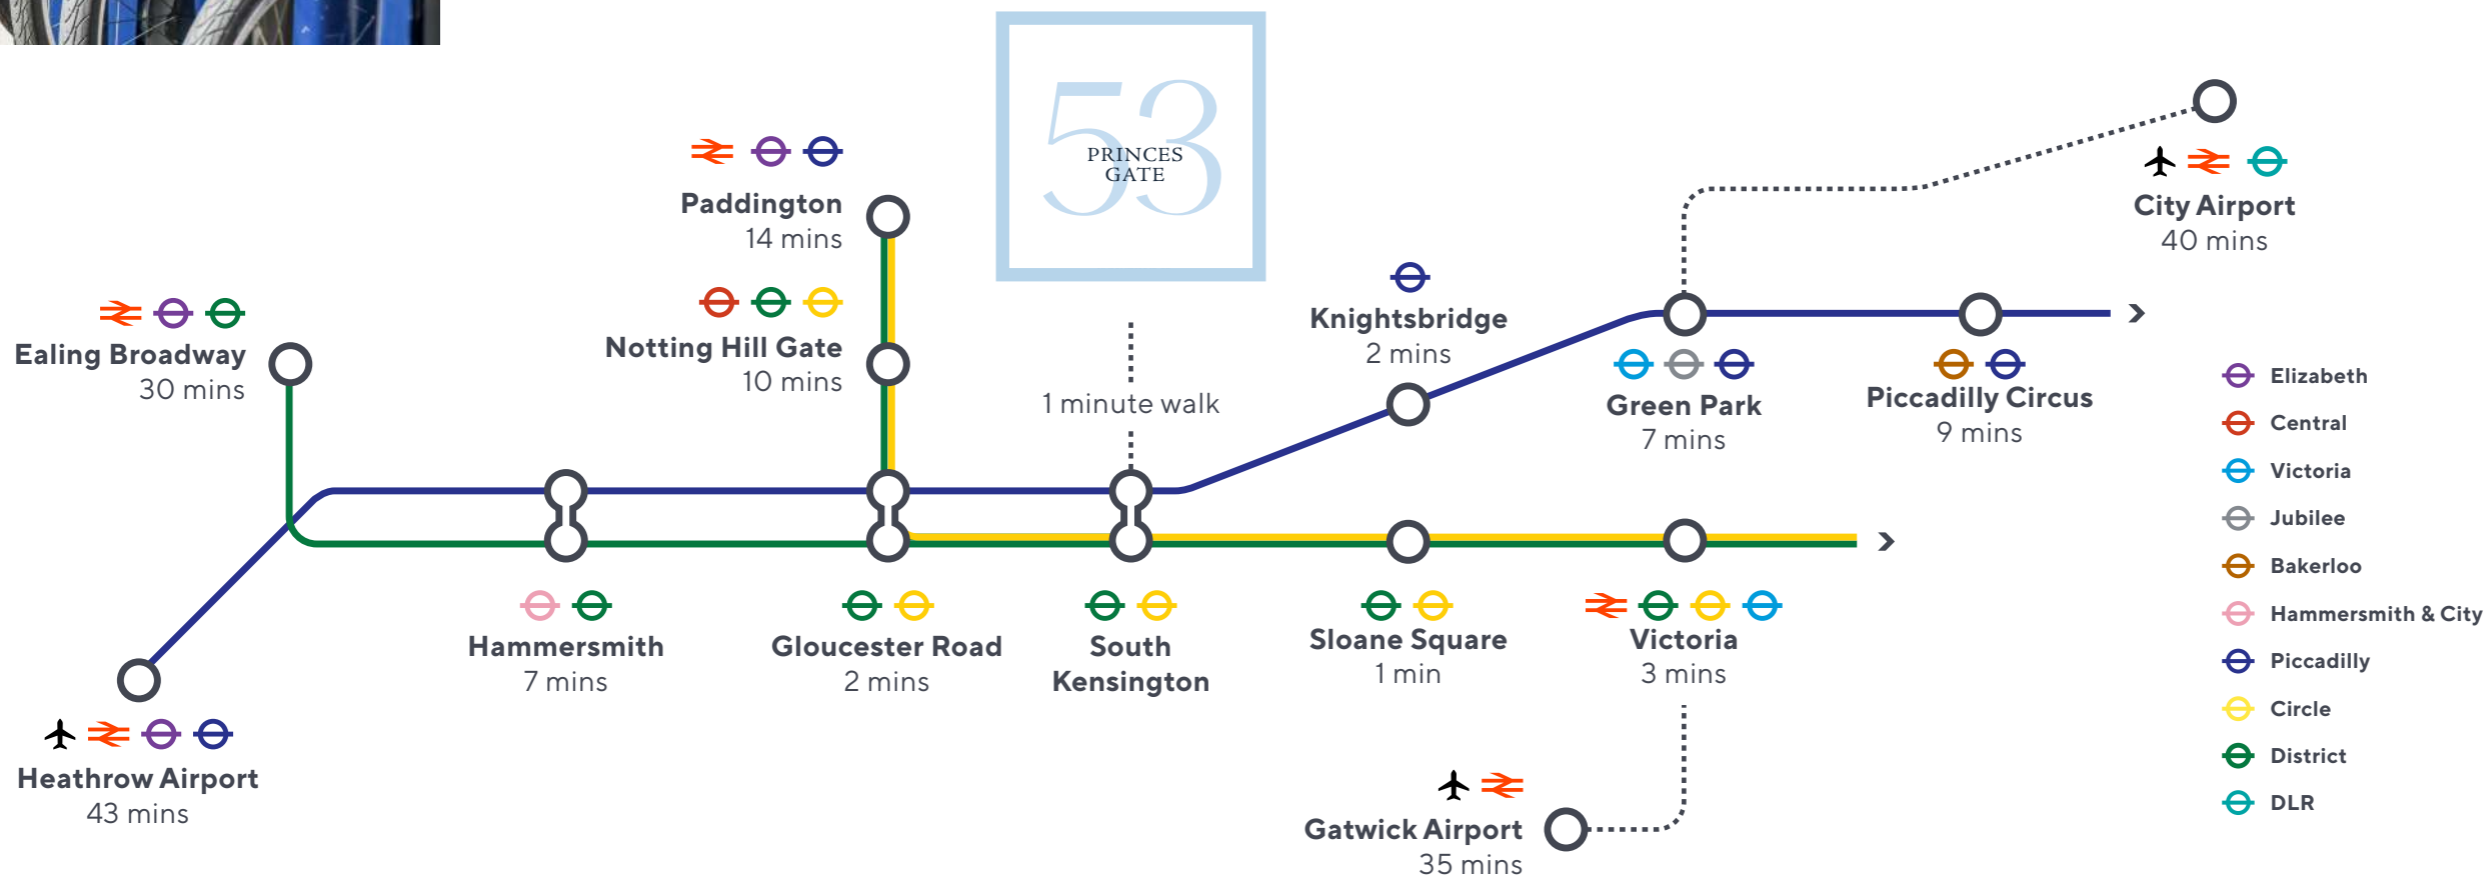 53
PRINCES
GATE
Paddington
14 mins
City Airport
40 mins
Notting Hill Gate
10 mins
Knightsbridge
2 mins
Ealing Broadway
30 mins
1 minute walk
Green Park
7 mins
Piccadilly Circus
9 mins
Hammersmith
7 mins
Gloucester Road
2 mins
South
Kensington
Sloane Square
1 min
Victoria
3 mins
Heathrow Airport
43 mins
Gatwick Airport
35 mins
Elizabeth
Central
Victoria
Jubilee
Bakerloo
Hammersmith & City
Piccadilly
Circle
District
DLR